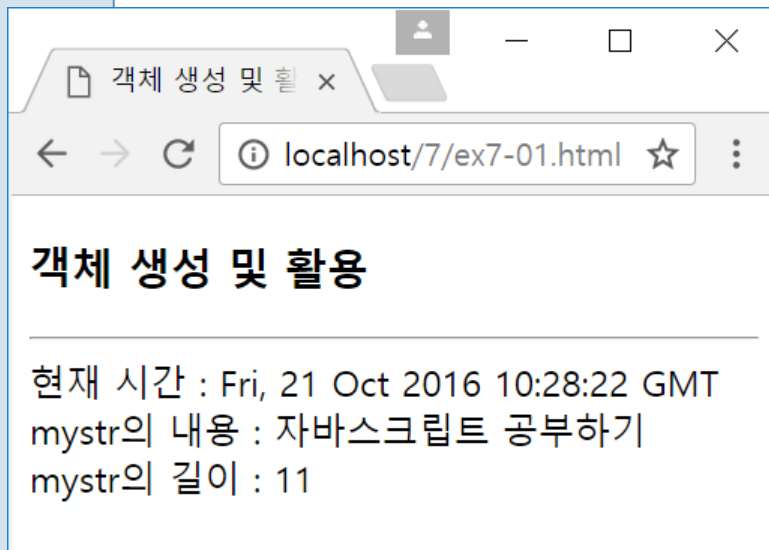 객체 생성 및 활
localhost/7/ex7-01.html
객체 생성 및 활용
현재 시간 : Fri, 21 Oct 2016 10:28:22 GMT
mystr의 내용 : 자바스크립트 공부하기
mystr의 길이 : 11